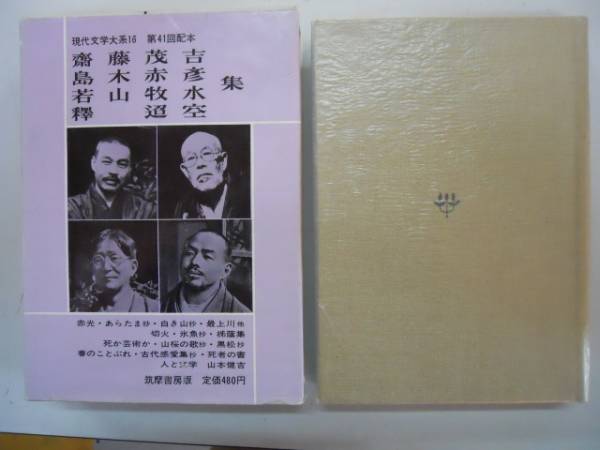 現代文学大系16 第41回配本
齋藤茂吉
島木赤彦
若山牧水
釋迢空
集
赤光・あらたま抄・白き山抄・最上川他
切火・氷魚抄・柹蔭集
死か芸術か・山桜の歌抄・黒松抄
春のことぶれ・古代感愛集抄・死者の書
人と文学 山本健吉
筑摩書房版 定価480円